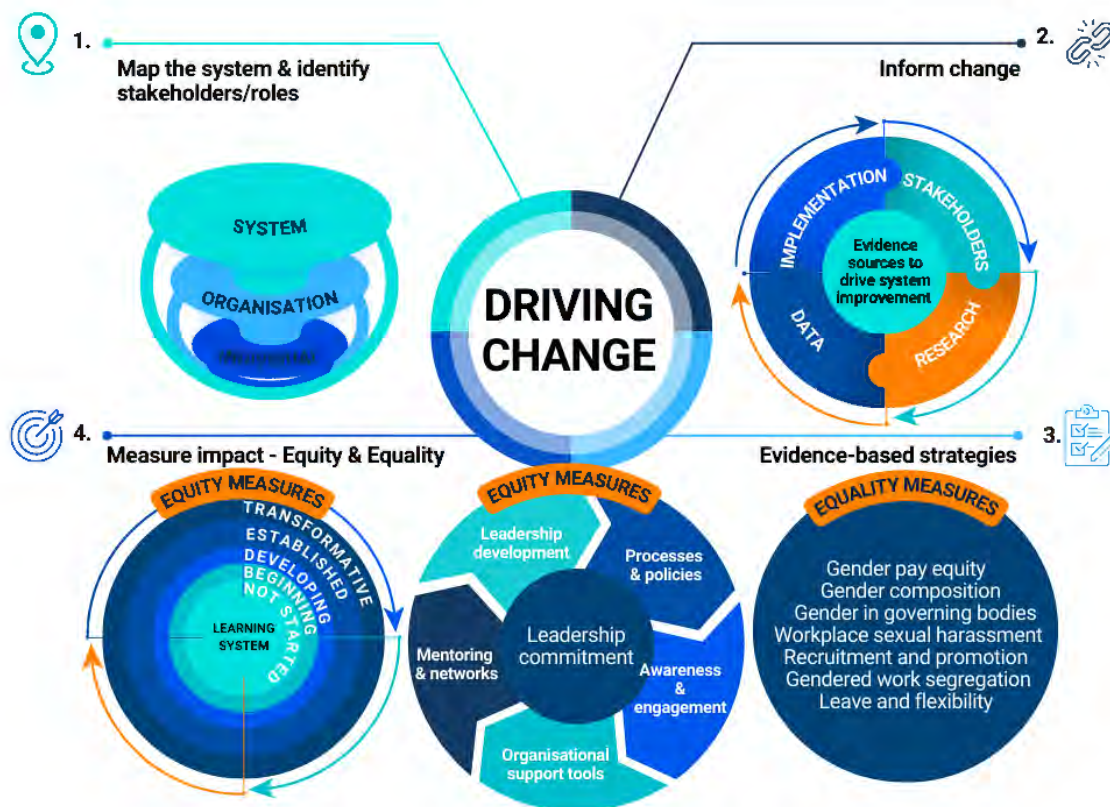 1.
Map the system & identify
stakeholders/roles
SYSTEM
ORGANISATION
DRIVING
CHANGE
2.
Inform change
IMPLEMENTATION
STAKEHOLDERS
DATA
RESEARCH
Evidence
sources to
drive system
improvement
4.
Measure impact - Equity & Equality
EQUITY MEASURES
TRANSFORMATIVE
ESTABLISHED
DEVELOPING
BEGINNING
NOT STARTED
LEARNING
SYSTEM
3.
Evidence-based strategies
EQUITY MEASURES
Leadership
development
Processes
& policies
Awareness
&
engagement
Organisational
support tools
Mentoring
& networks
Leadership
commitment
EQUALITY MEASURES
Gender pay equity
Gender composition
Gender in governing bodies
Workplace sexual harassment
Recruitment and promotion
Gendered work segregation
Leave and flexibility